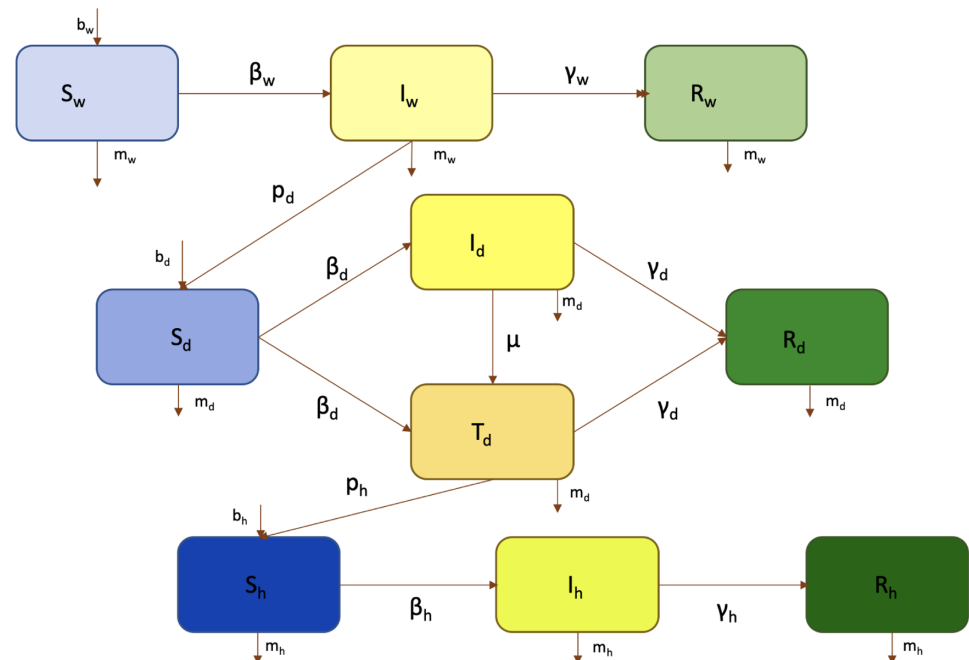 b_w
S_w
β_w
I_w
γ_w
R_w
m_w
m_w
m_w
p_d
b_d
I_d
β_d
γ_d
m_d
S_d
μ
R_d
m_d
m_d
β_d
T_d
γ_d
p_h
m_d
b_h
S_h
β_h
I_h
γ_h
R_h
m_h
m_h
m_h